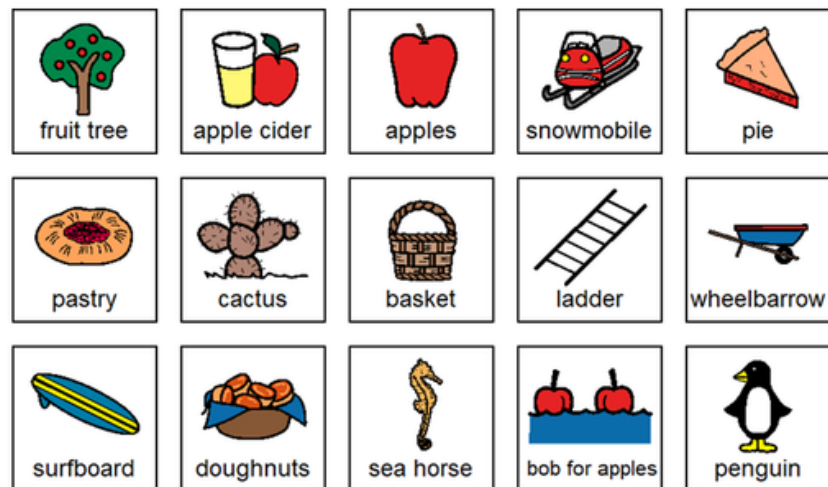 fruit tree
apple cider
apples
snowmobile
pie
pastry
cactus
basket
ladder
wheelbarrow
surfboard
doughnuts
sea horse
bob for apples
penguin